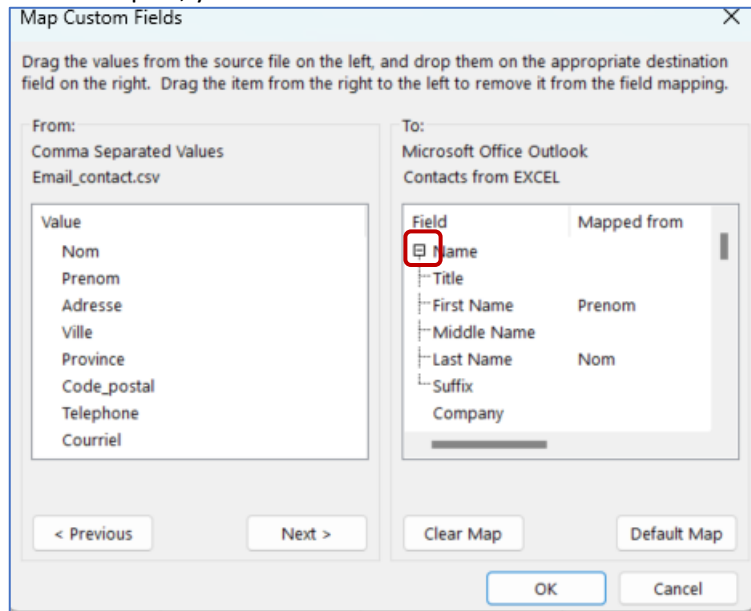 Map Custom Fields
Drag the values from the source file on the left, and drop them on the appropriate destination
field on the right. Drag the item from the right to the left to remove it from the field mapping.
From:
Comma Separated Values
Email_contact.csv
Value
Nom
Prenom
Adresse
Ville
Province
Code_postal
Telephone
Courriel
< Previous
Next >
To:
Microsoft Office Outlook
Contacts from EXCEL
Field Mapped from
Name
Title
First Name Prenom
Middle Name
Last Name Nom
Suffix
Company
Clear Map
Default Map
OK
Cancel